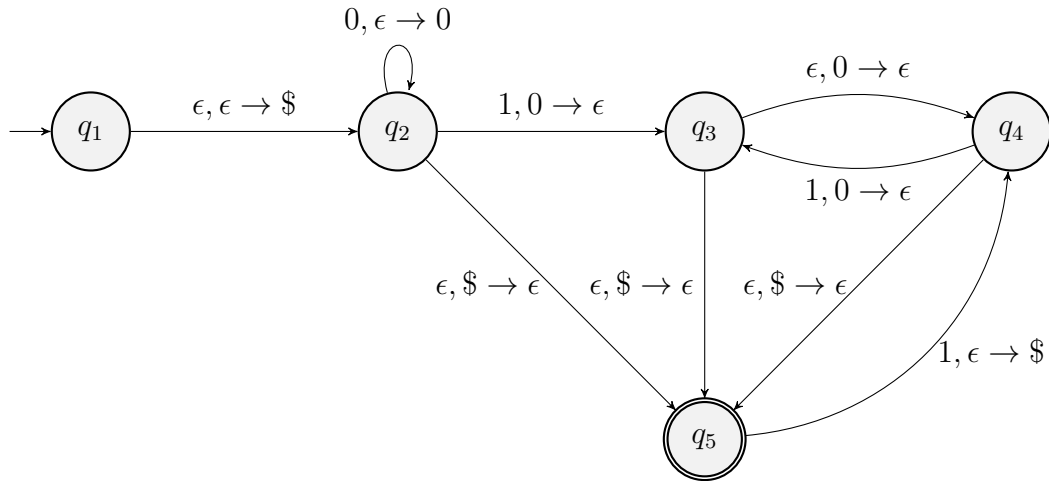 0, ϵ → 0
ϵ, ϵ → $
1, 0 → ϵ
ϵ, 0 → ϵ
q₁
q₂
q₃
q₄
1, 0 → ϵ
ϵ, $ → ϵ
ϵ, $ → ϵ
ϵ, $ → ϵ
1, ϵ → $
q₅